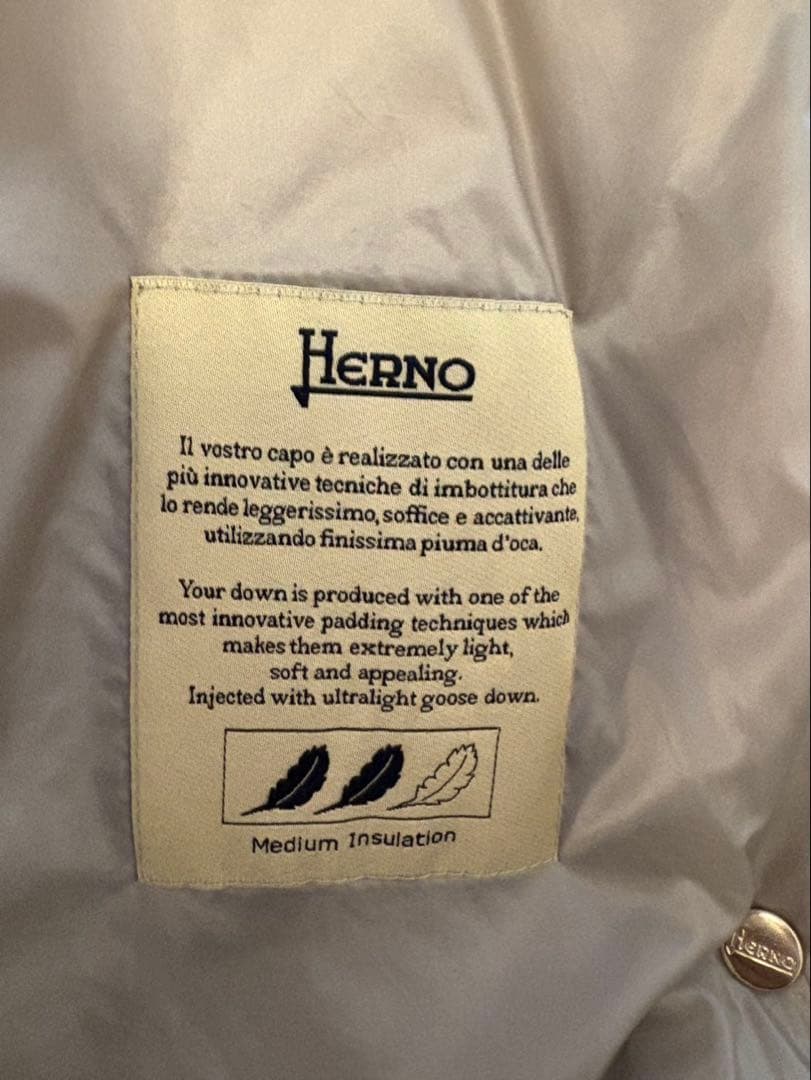 HERNO
Il vostro capo è realizzato con una delle
più innovative tecniche di imbottitura che
lo rende leggerissimo, soffice e accattivante,
utilizzando finissima piuma d'oca.
Your down is produced with one of the
most innovative padding techniques which
makes them extremely light,
soft and appealing.
Injected with ultralight goose down.
Medium Insulation
HERNO